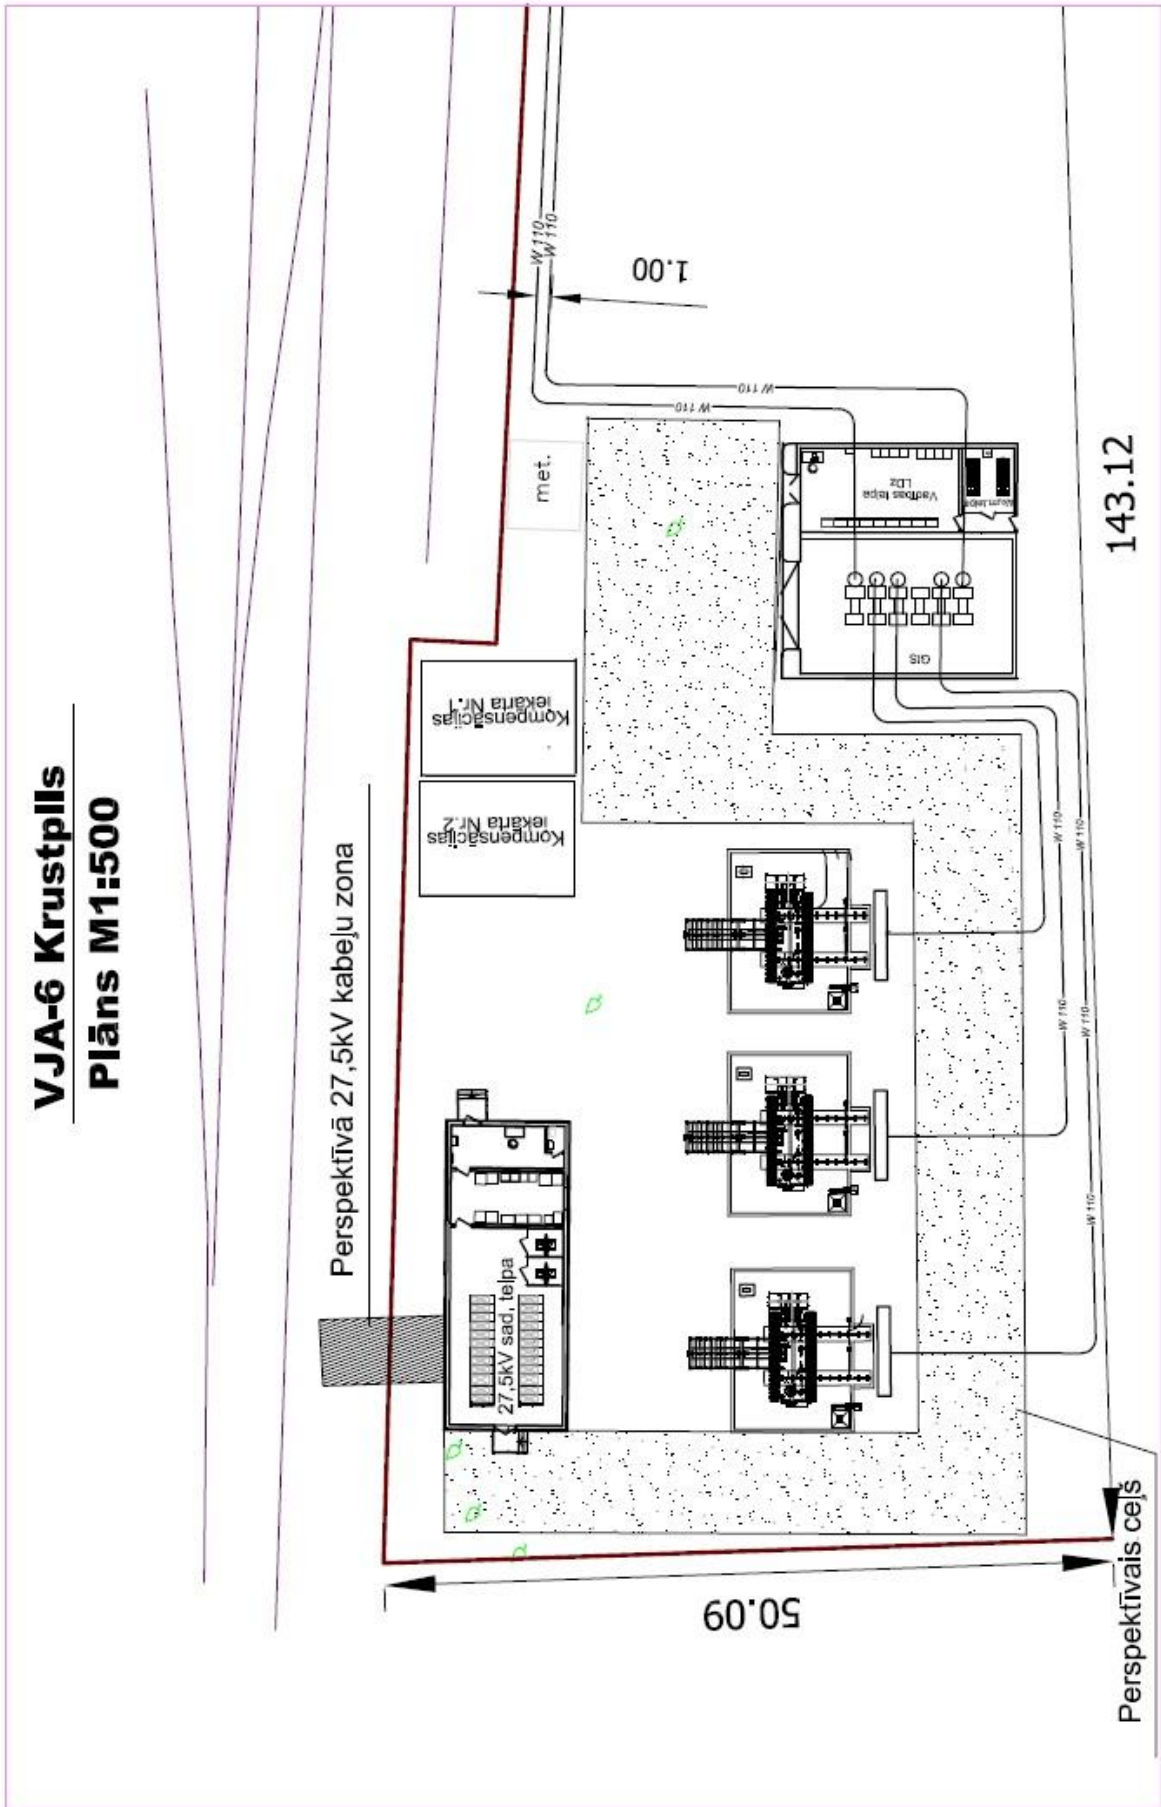 VJA-6 Krustpils
Plāns M1:500
Perspektīvā 27,5kV kabeļu zona
Kompensācijas
iekārta Nr.1
Kompensācijas
iekārta Nr.2
met.
W 110
W 110
1.00
W 110
W 110
Vadības telpa
LDz
GIS
143.12
W 110
W 110
W 110
W 110
W 110
27,5kV sad, telpa
50.09
Perspektīvais ceļš